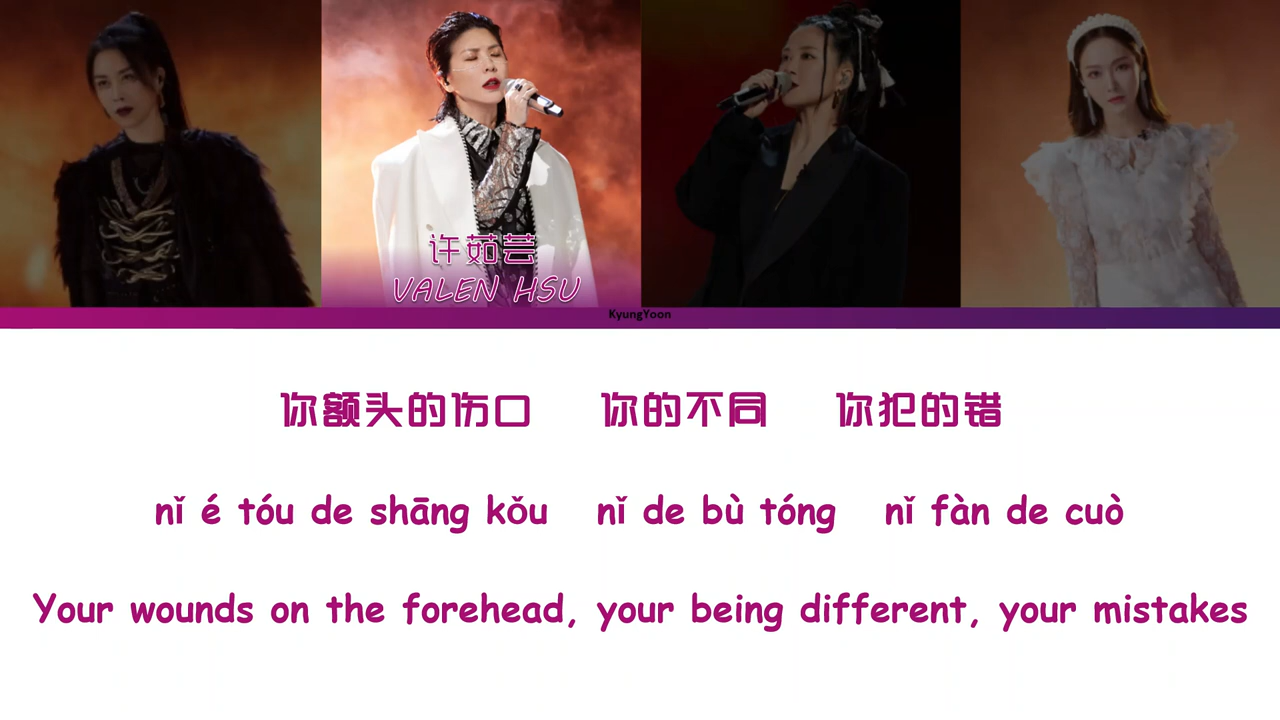 许茹芸
VALEN HSU
KyungYoon
你额头的伤口 你的不同 你犯的错
nǐ é tóu de shāng kǒu nǐ de bù tóng nǐ fàn de cuò
Your wounds on the forehead, your being different, your mistakes